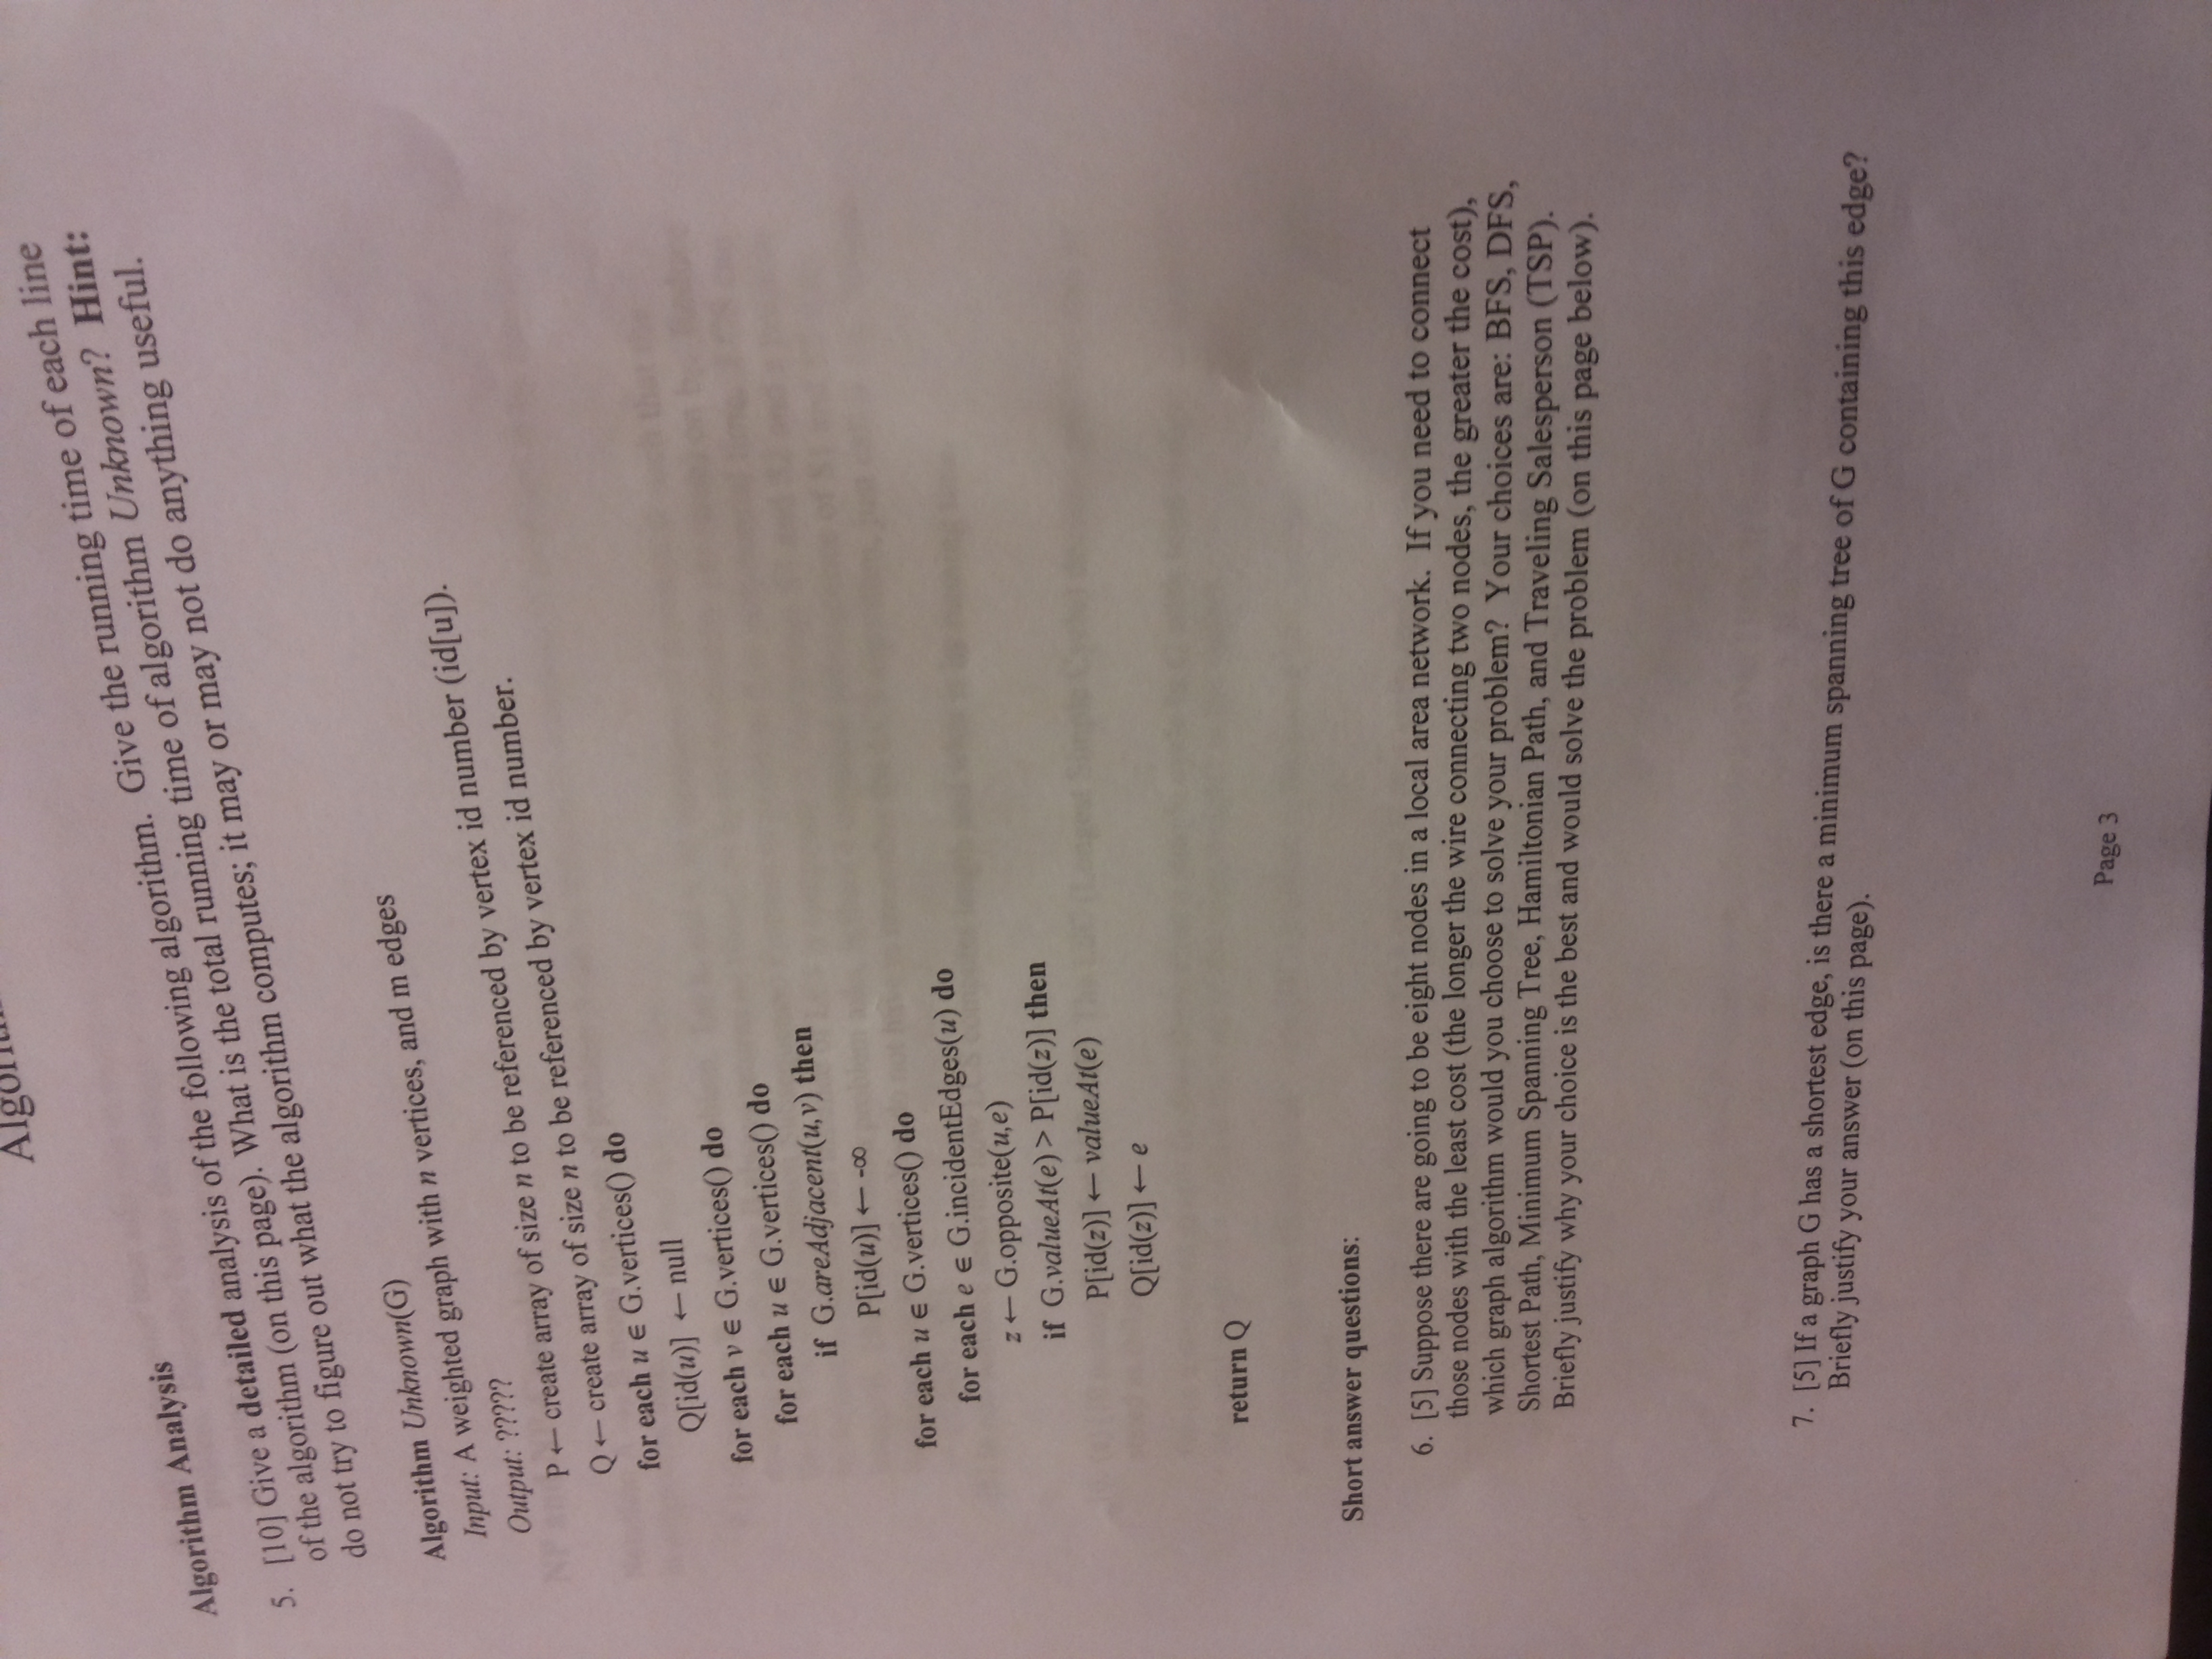 Algorithm Analysis
5. [10] Give a detailed analysis of the following algorithm. Give the running time of each line
of the algorithm (on this page). What is the total running time of algorithm Unknown? Hint:
do not try to figure out what the algorithm computes; it may or may not do anything useful.
Algorithm Unknown(G)
Input: A weighted graph with n vertices, and m edges
Output: ?????
P ← create array of size n to be referenced by vertex id number (id[u]).
Q ← create array of size n to be referenced by vertex id number.
for each u ∈ G.vertices() do
Q[id(u)] ← null
for each v ∈ G.vertices() do
for each u ∈ G.vertices() do
if G.areAdjacent(u,v) then
P[id(u)] ← -∞
for each u ∈ G.vertices() do
for each e ∈ G.incidentEdges(u) do
z ← G.opposite(u,e)
if G.valueAt(e) > P[id(z)] then
P[id(z)] ← valueAt(e)
Q[id(z)] ← e
return Q
Short answer questions:
6. [5] Suppose there are going to be eight nodes in a local area network. If you need to connect
those nodes with the least cost (the longer the wire connecting two nodes, the greater the cost),
which graph algorithm would you choose to solve your problem? Your choices are: BFS, DFS,
Shortest Path, Minimum Spanning Tree, Hamiltonian Path, and Traveling Salesperson (TSP).
Briefly justify why your choice is the best and would solve the problem (on this page below).
7. [5] If a graph G has a shortest edge, is there a minimum spanning tree of G containing this edge?
Briefly justify your answer (on this page).
Page 3